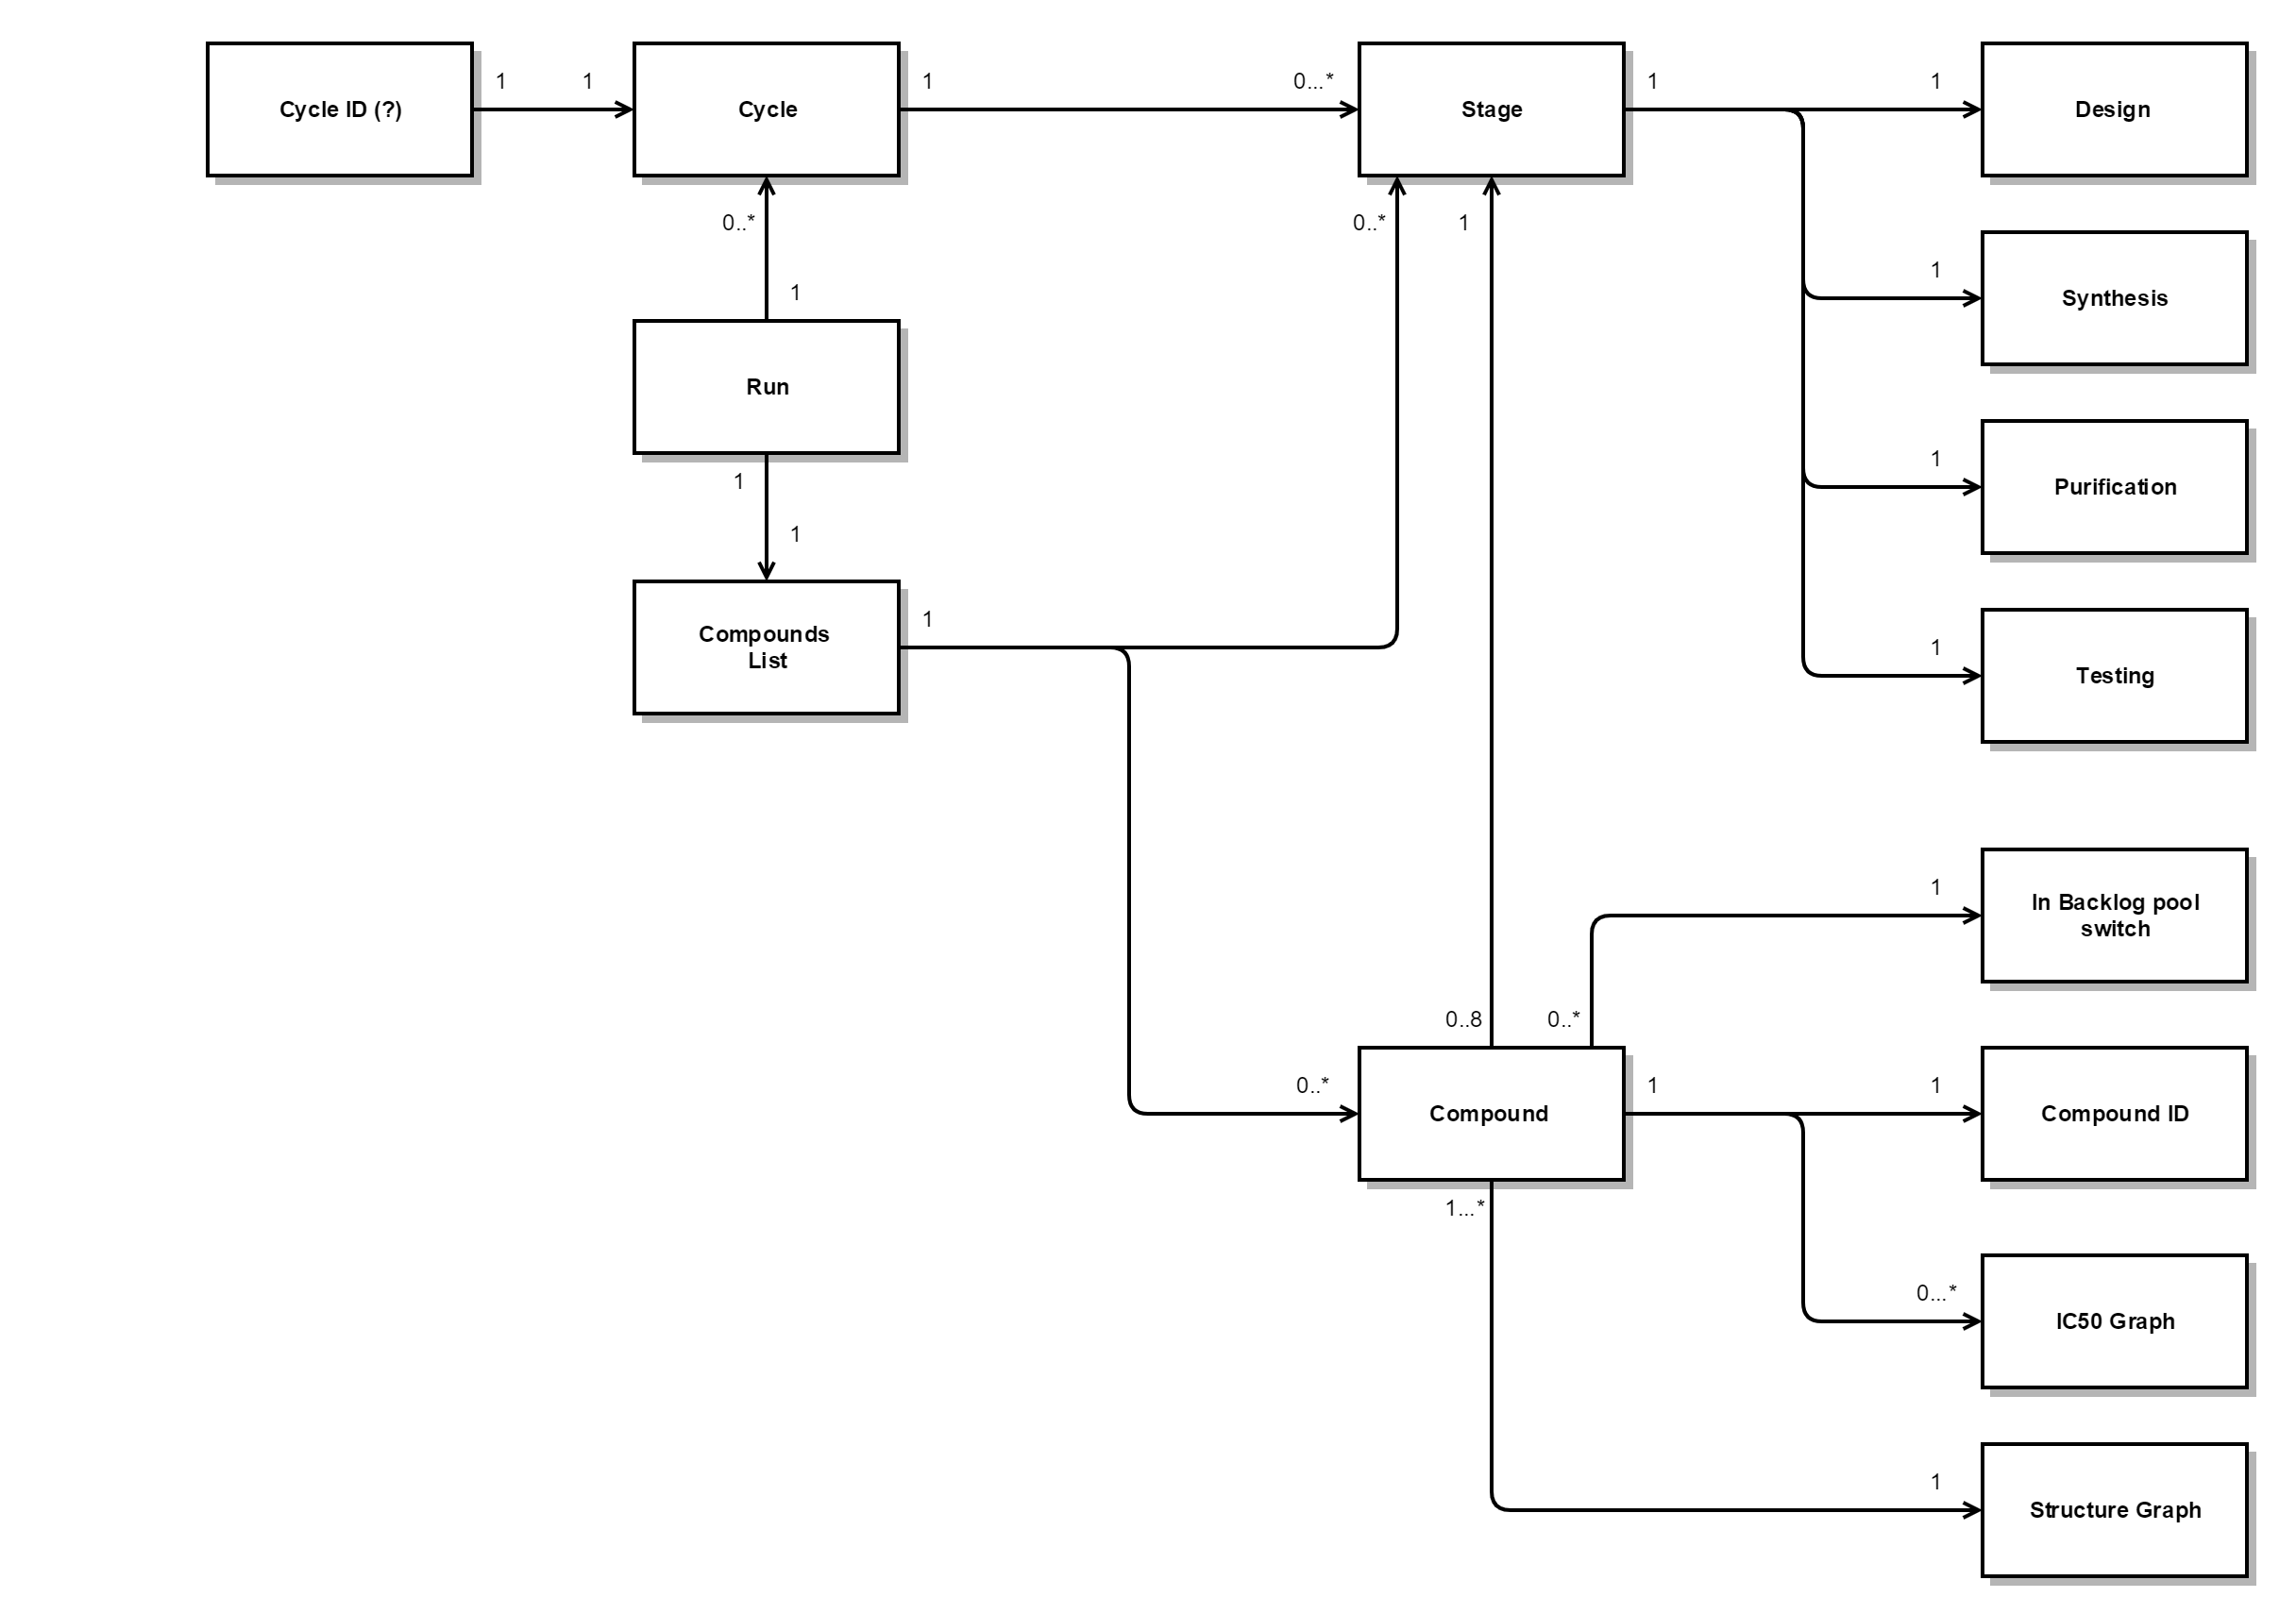 Cycle ID (?)
1
1
Cycle
1
0...*
Stage
1
1
Design
0..*
0..*
1
1
Synthesis
1
Run
1
Purification
1
1
Compounds
List
1
1
Testing
1
In Backlog pool
switch
0..8
0..*
0..*
Compound
1
1
Compound ID
1...*
0...*
IC50 Graph
1
Structure Graph